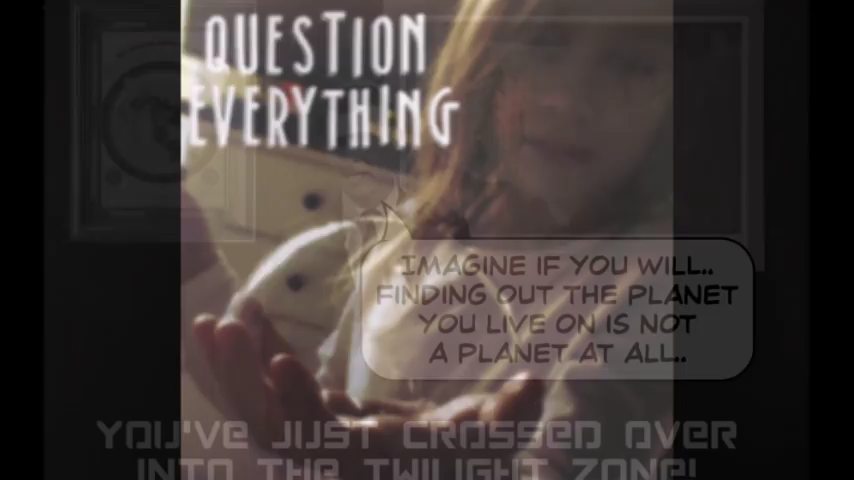 QUESTION
EVERYTHING
IMAGINE IF YOU WILL..
FINDING OUT THE PLANET
YOU LIVE ON IS NOT
A PLANET AT ALL..
YOU'VE JUST CROSSED OVER
INTO THE TWILIGHT ZONE!